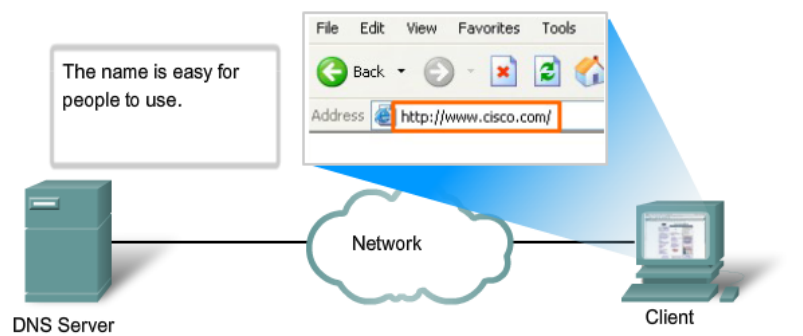 File Edit View Favorites Tools
The name is easy for
people to use.
Back
Address http://www.cisco.com/
Network
DNS Server
Client